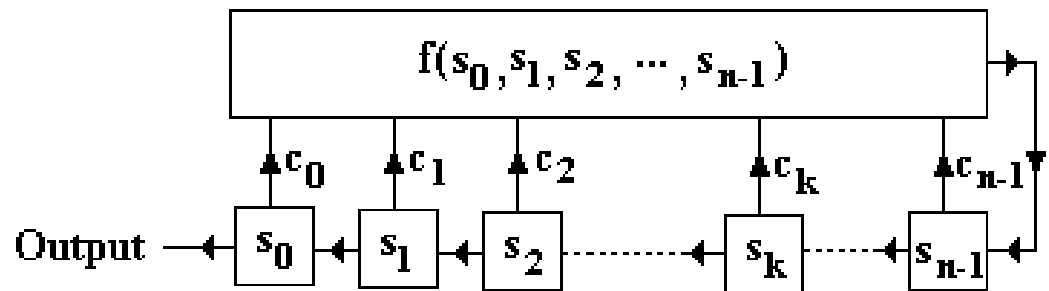 f(s₀,s₁,s₂, ... ,sₙ₋₁)
c₀ c₁ c₂ cₖ cₙ₋₁
Output s₀ s₁ s₂ sₖ sₙ₋₁